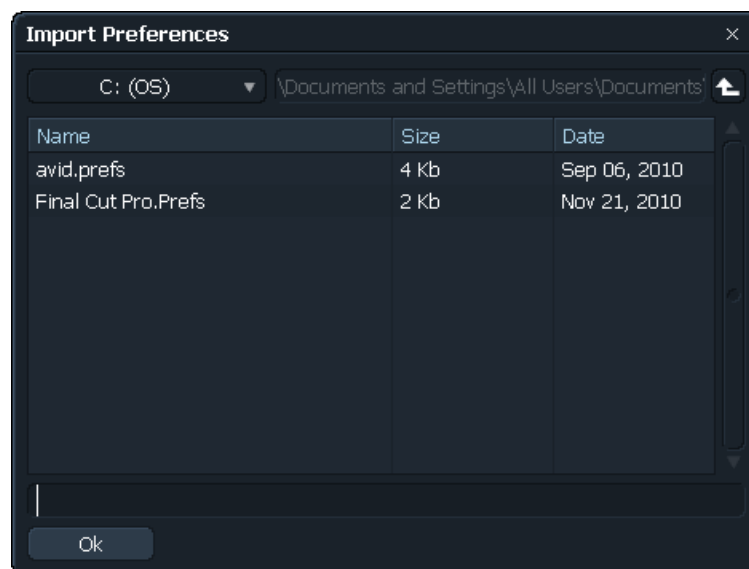 Import Preferences
C: (OS) \Documents and Settings\All Users\Documents\
Name Size Date
avid.prefs 4 Kb Sep 06, 2010
Final Cut Pro.Prefs 2 Kb Nov 21, 2010
Ok